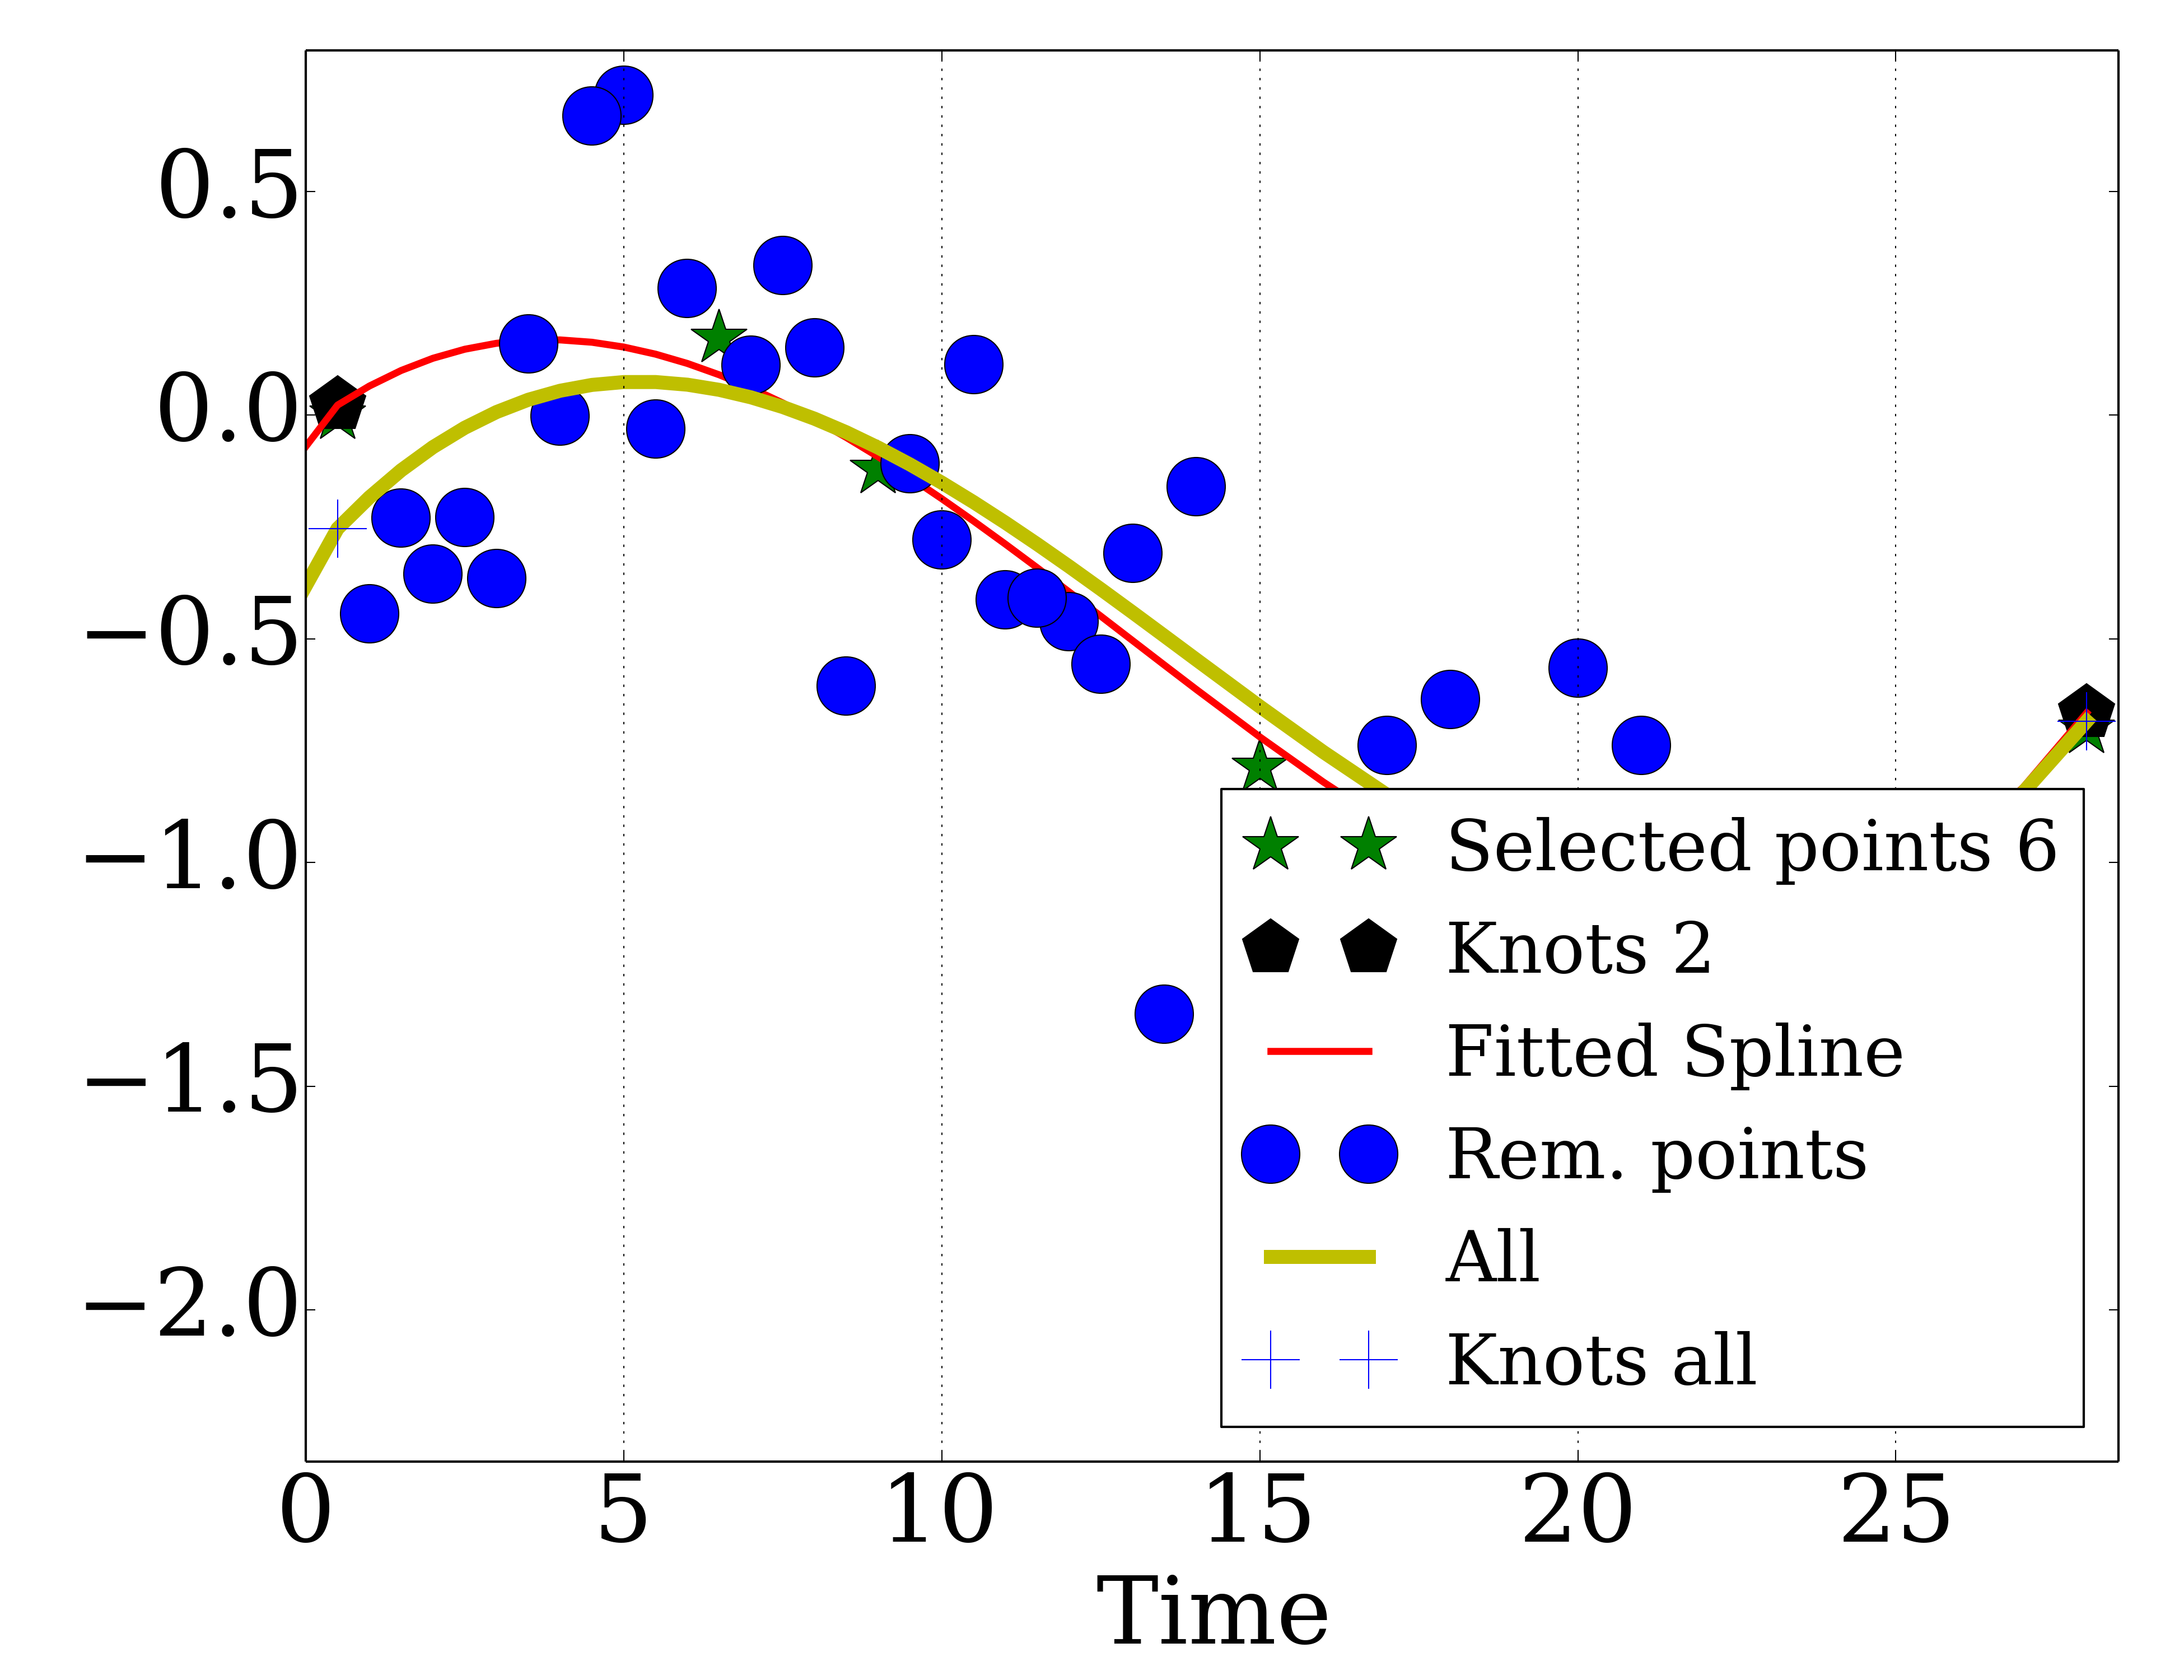 0.5
0.0
−0.5
−1.0
−1.5
−2.0
Selected points 6
Knots 2
Fitted Spline
Rem. points
All
Knots all
0 5 10 15 20 25
Time